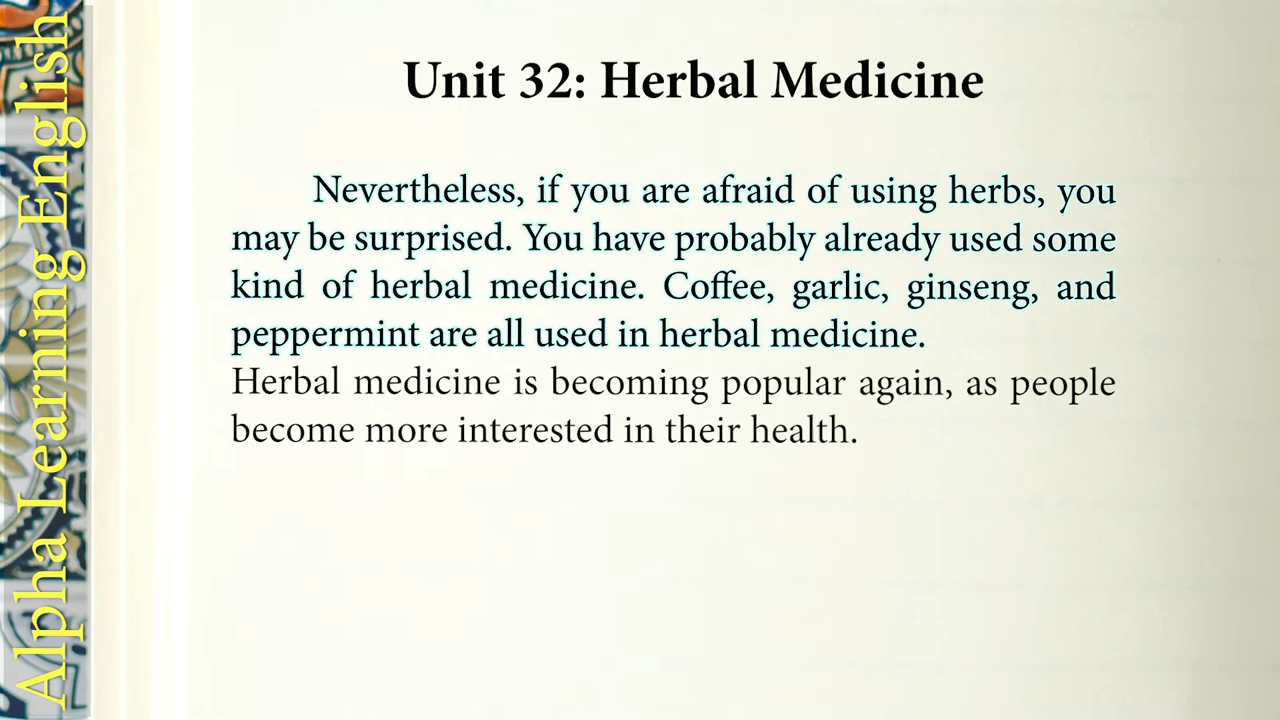 Alpha Learning English
Unit 32: Herbal Medicine
Nevertheless, if you are afraid of using herbs, you
may be surprised. You have probably already used some
kind of herbal medicine. Coffee, garlic, ginseng, and
peppermint are all used in herbal medicine.
Herbal medicine is becoming popular again, as people
become more interested in their health.